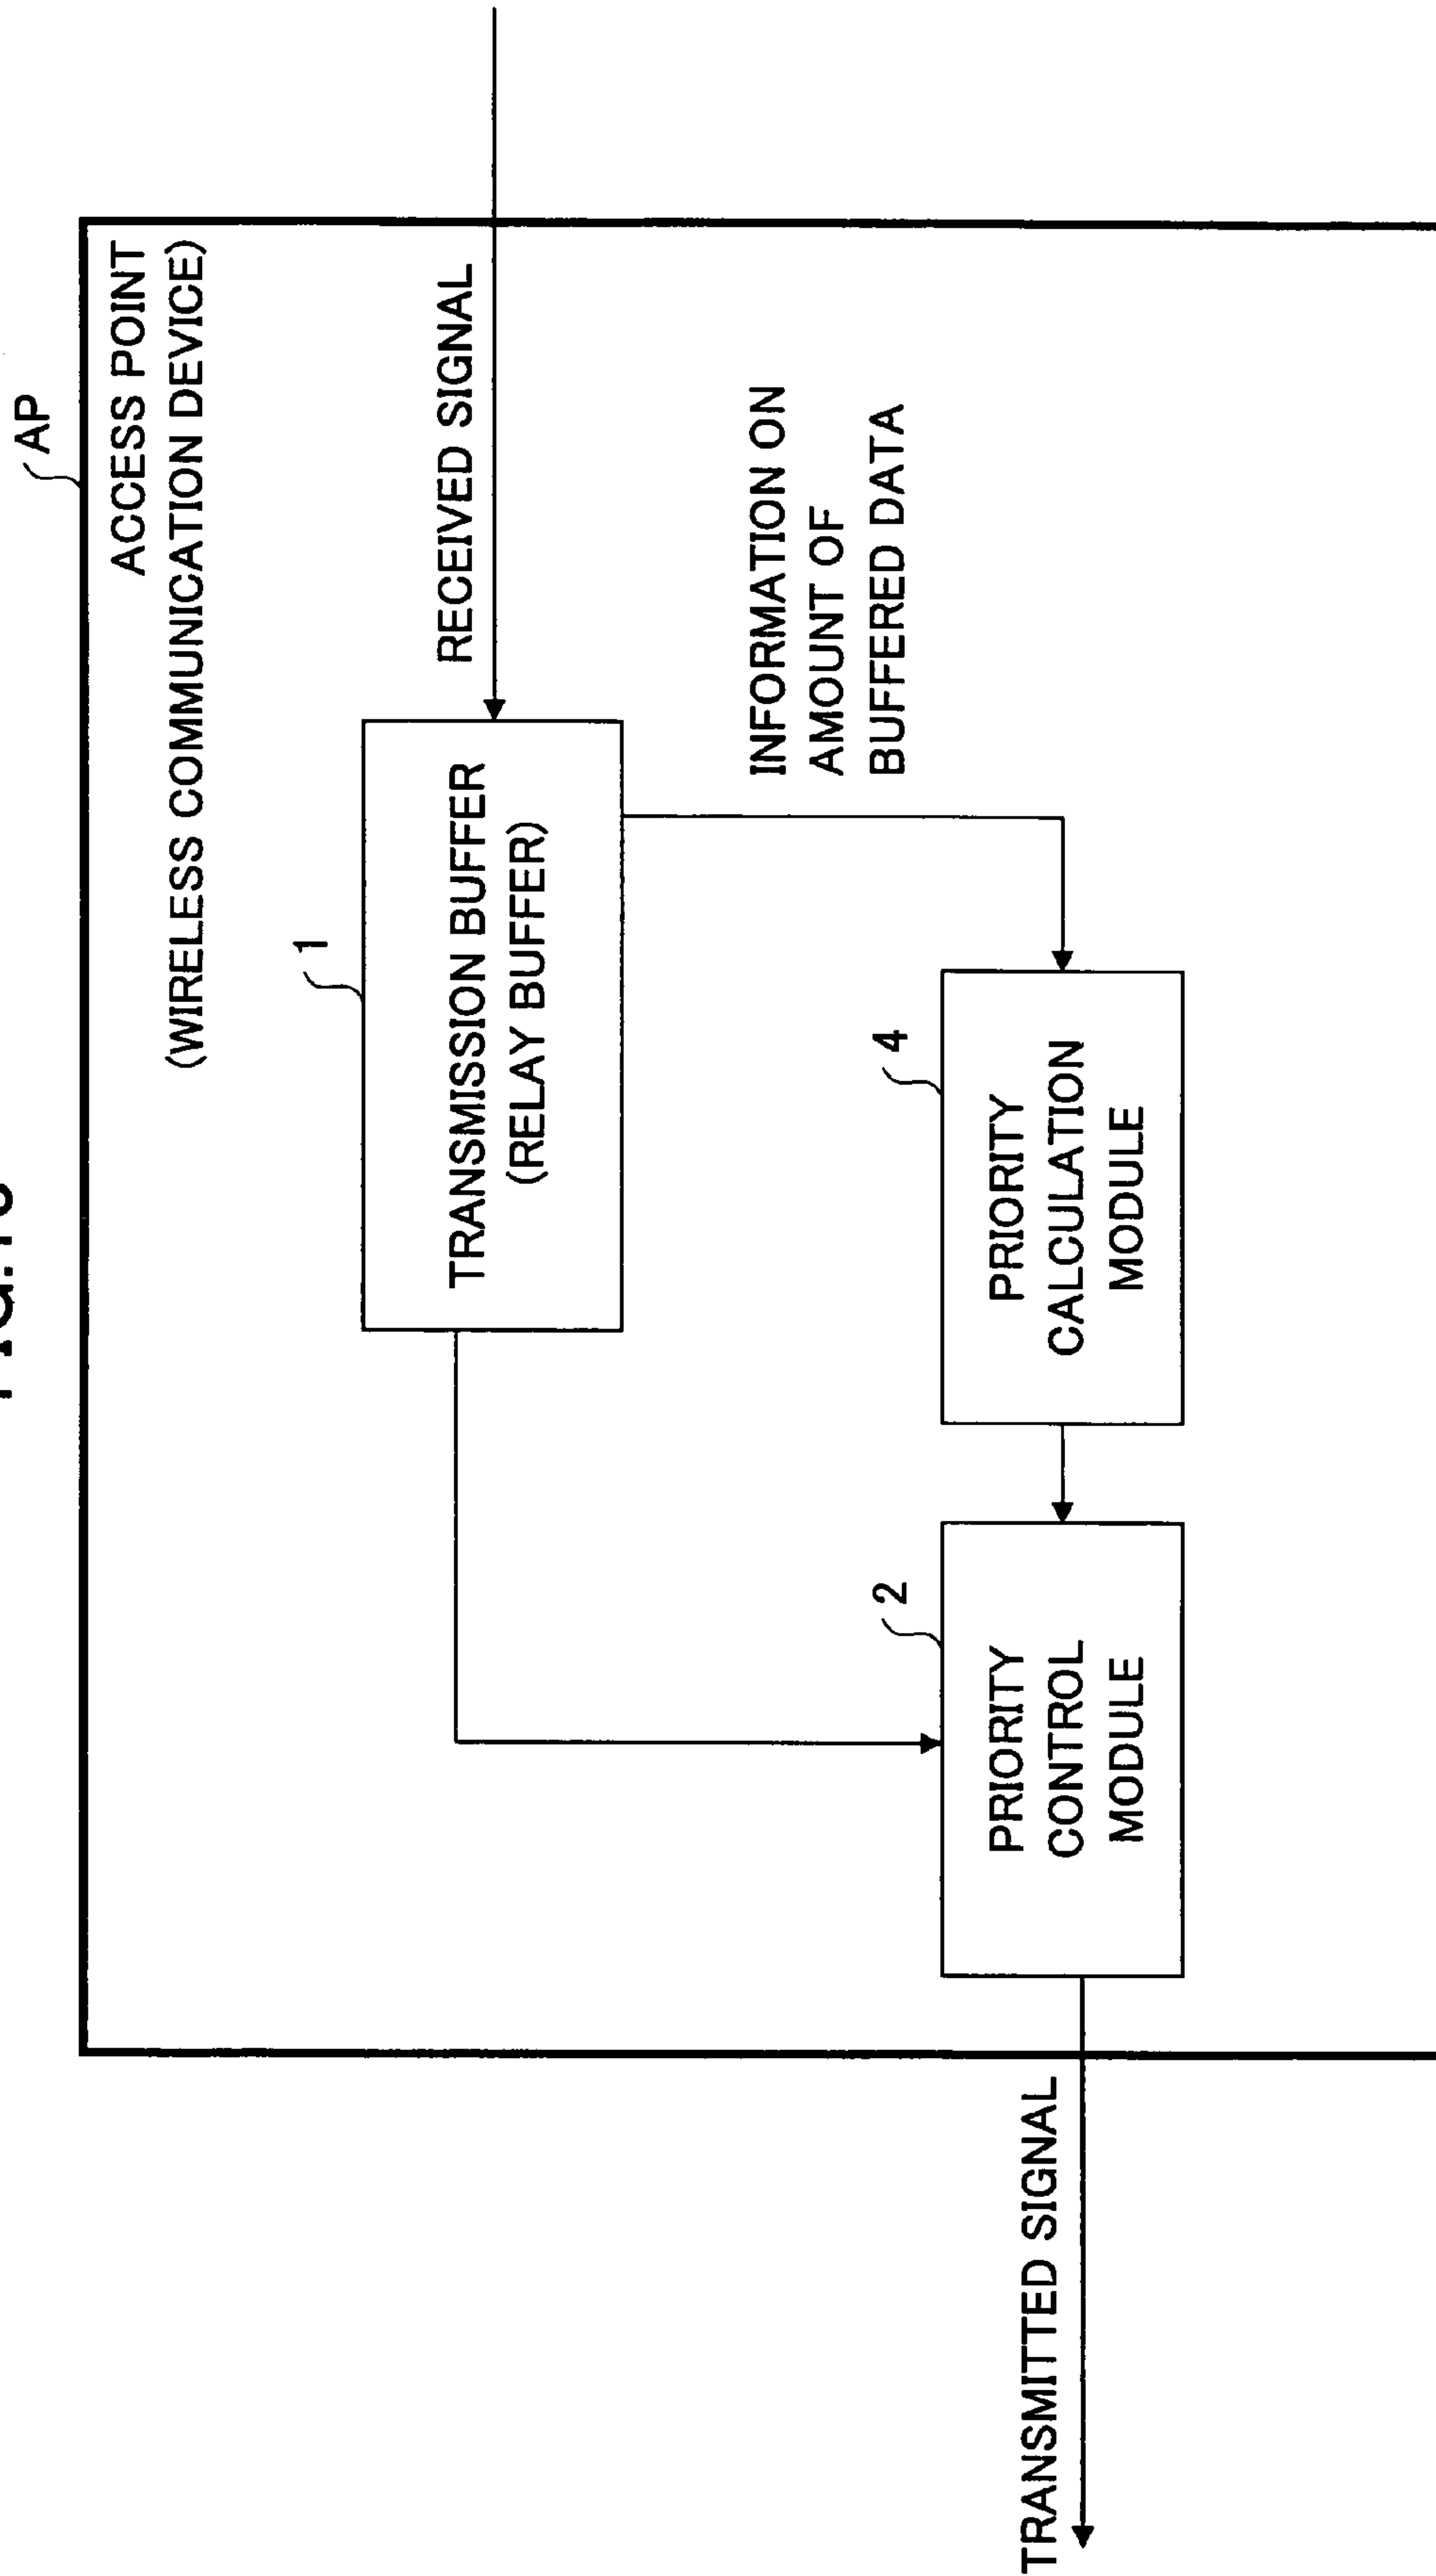 AP
ACCESS POINT
(WIRELESS COMMUNICATION DEVICE)
RECEIVED SIGNAL
1
TRANSMISSION BUFFER
(RELAY BUFFER)
INFORMATION ON
AMOUNT OF
BUFFERED DATA
4
PRIORITY
CALCULATION
MODULE
2
PRIORITY
CONTROL
MODULE
TRANSMITTED SIGNAL